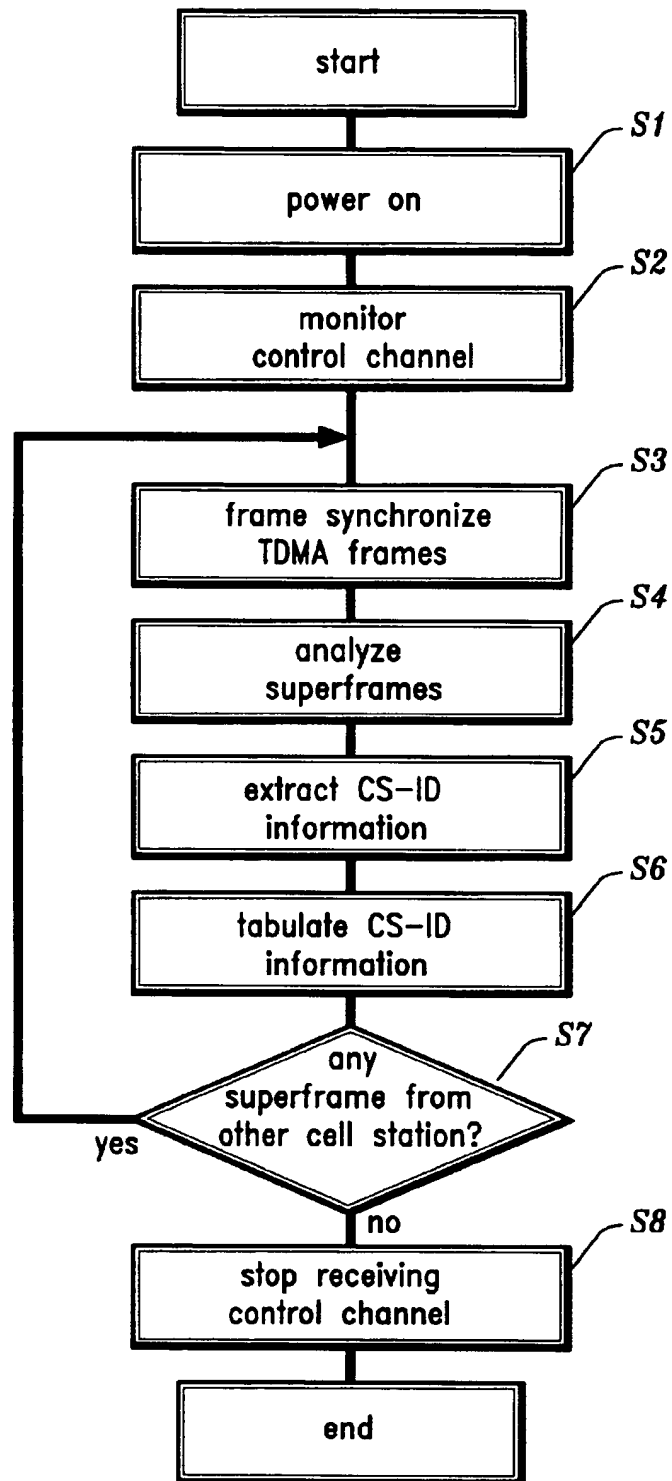 start
S1
power on
S2
monitor
control channel
S3
frame synchronize
TDMA frames
S4
analyze
superframes
S5
extract CS-ID
information
S6
tabulate CS-ID
information
S7
any
superframe from
other cell station?
yes
no
S8
stop receiving
control channel
end